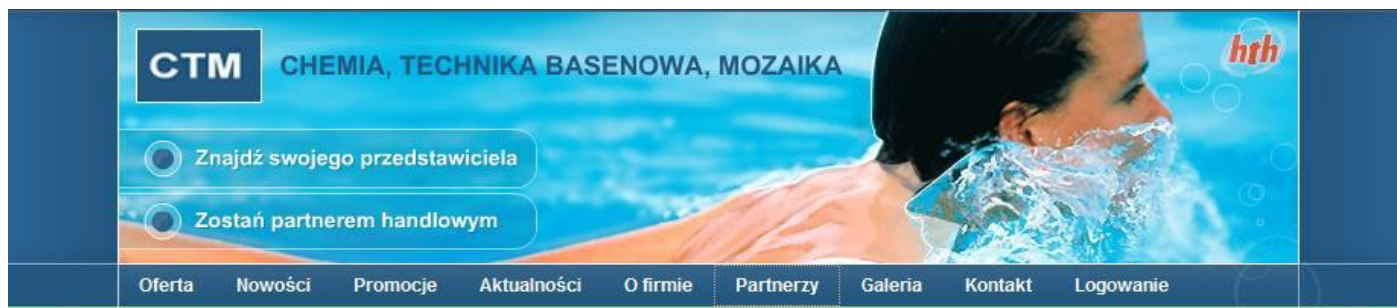 CTM
CHEMIA, TECHNIKA BASENOWA, MOZAIKA
hth
Znajdź swojego przedstawiciela
Zostań partnerem handlowym
Oferta Nowości Promocje Aktualności O firmie Partnerzy Galeria Kontakt Logowanie